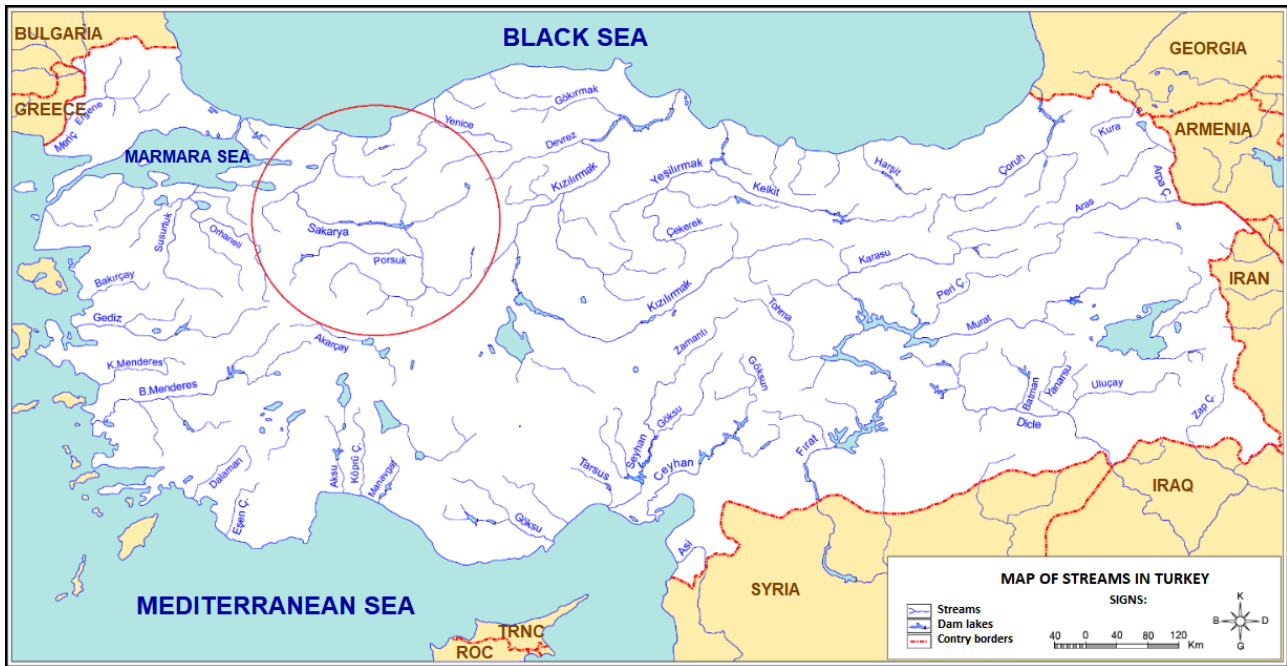 BULGARIA
BLACK SEA
GEORGIA
GREECE
Meriç
Ergene
Gökırmak
Yenice
Devrez
Kura
ARMENIA
MARMARA SEA
Kızılırmak
Yeşilırmak
Kelkit
Harşit
Çoruh
Arpa Ç.
Aras
Susurluk
Orhaneli
Sakarya
Porsuk
Çekerek
Karasu
Peri Ç.
IRAN
Bakırçay
Gediz
Kızılırmak
Tohma
Murat
Akarçay
Zamantı
K.Menderes
B.Menderes
Göksun
Göksu
Batman
Yanarsu
Uluçay
Zap Ç.
Dicle
Dalaman
Eşen Ç.
Aksu
Köprü Ç.
Manavgat
Tarsus
Seyhan
Ceyhan
Fırat
Göksu
Asi
IRAQ
SYRIA
MEDITERRANEAN SEA
TRNC
ROC
MAP OF STREAMS IN TURKEY
SIGNS:
Streams
Dam lakes
Contry borders
K
B D
G
40 0 40 80 120 Km